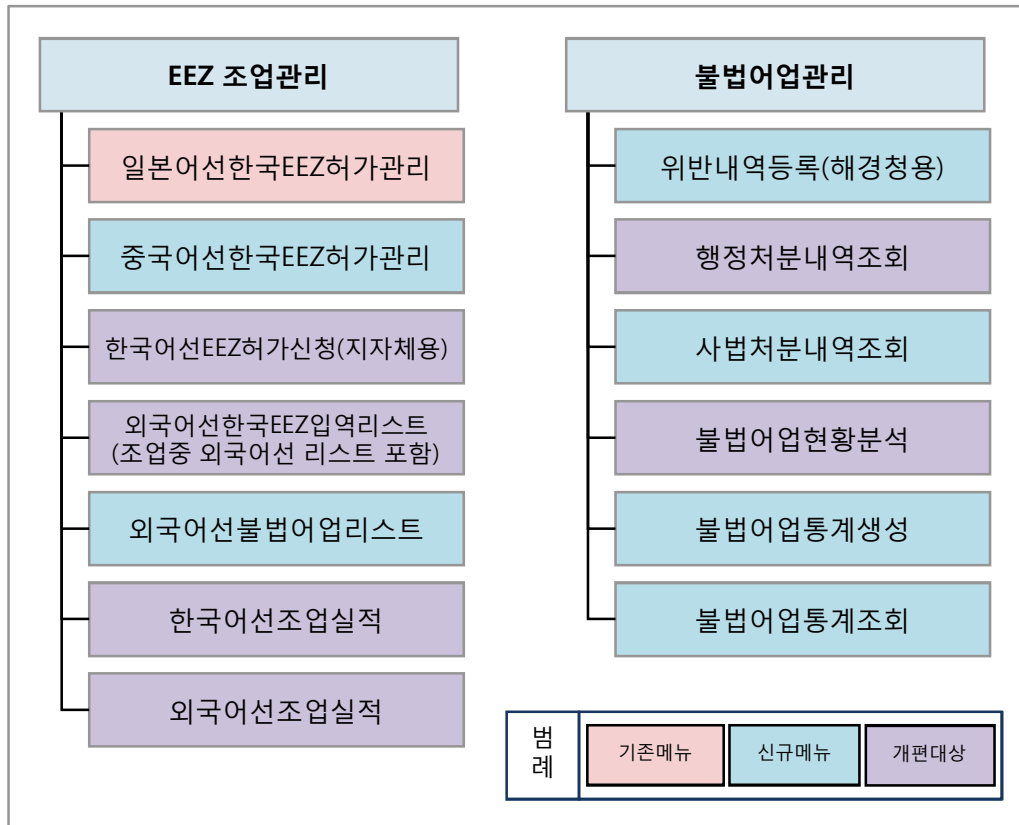 EEZ 조업관리
일본어선한국EEZ허가관리
중국어선한국EEZ허가관리
한국어선EEZ허가신청(지자체용)
외국어선한국EEZ입역리스트
(조업중 외국어선 리스트 포함)
외국어선불법어업리스트
한국어선조업실적
외국어선조업실적
불법어업관리
위반내역등록(해경청용)
행정처분내역조회
사법처분내역조회
불법어업현황분석
불법어업통계생성
불법어업통계조회
범
례
기존메뉴
신규메뉴
개편대상